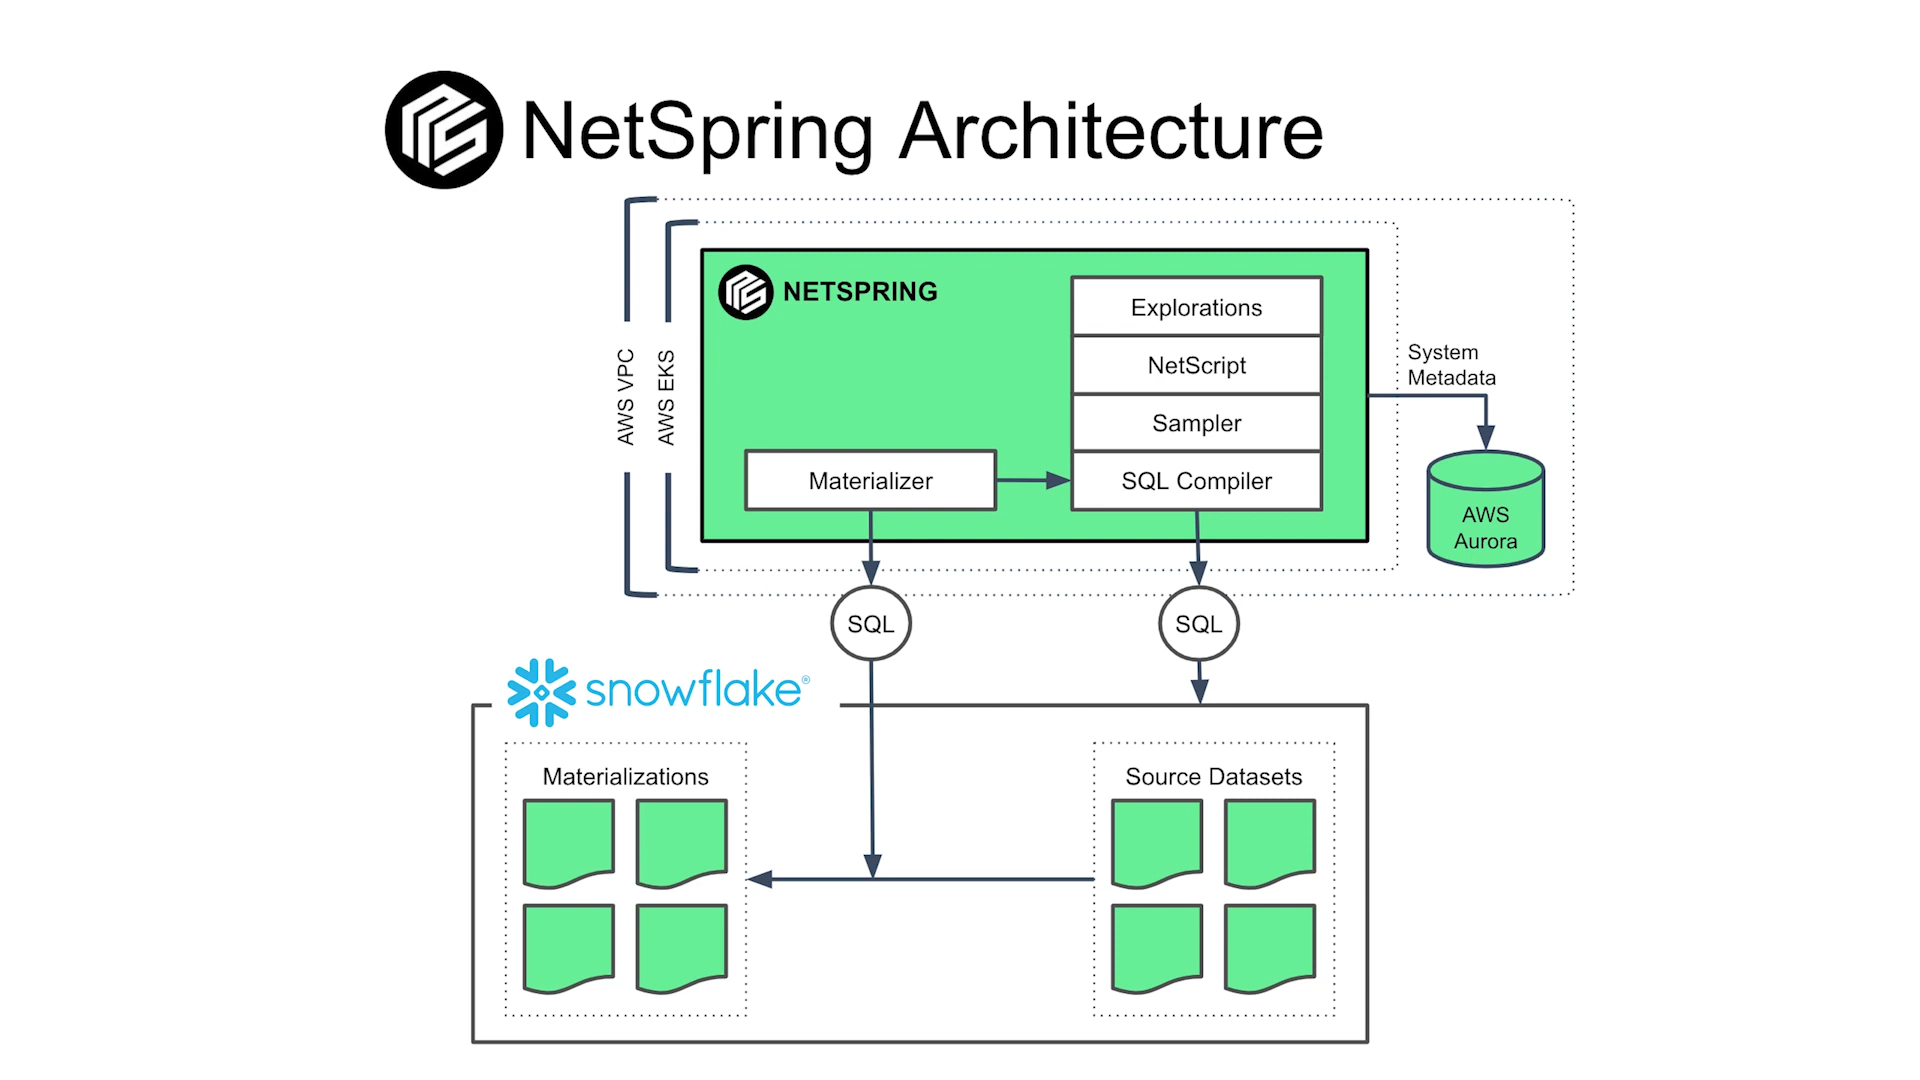 NetSpring Architecture
NETSPRING
Explorations
NetScript
Sampler
SQL Compiler
Materializer
AWS VPC
AWS EKS
System
Metadata
AWS
Aurora
SQL
SQL
snowflake®
Materializations
Source Datasets